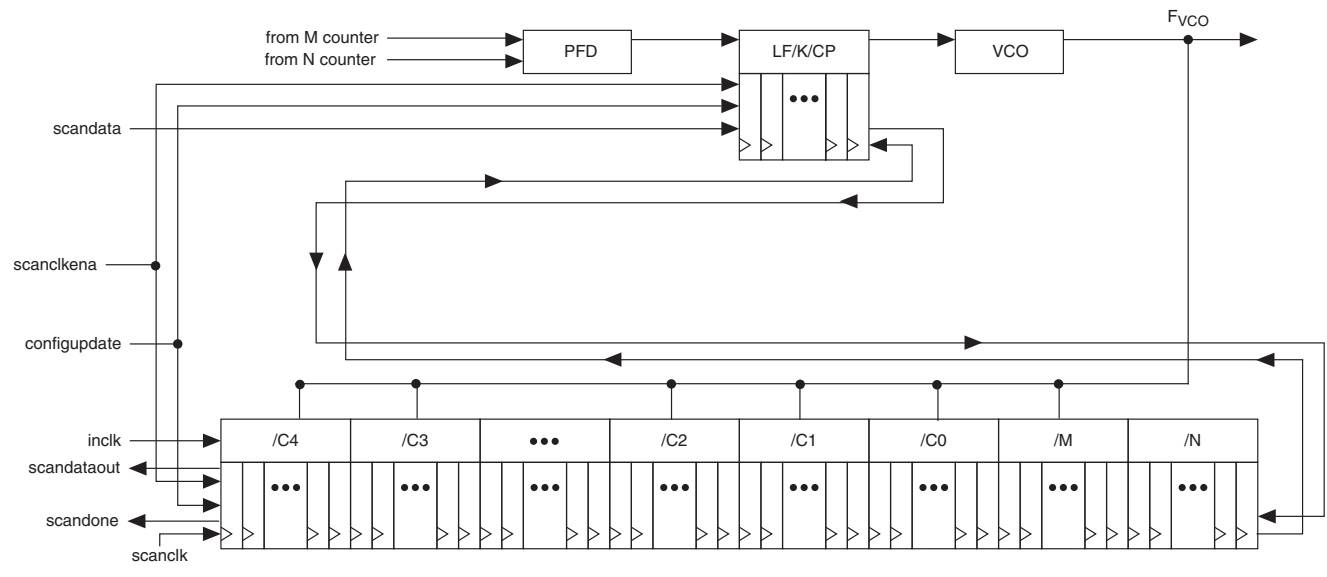 FVCO
from M counter
from N counter
PFD
LF/K/CP
VCO
scandata
scanclkena
configupdate
inclk
/C4
/C3
/C2
/C1
/C0
/M
/N
scandataout
scandone
scanclk